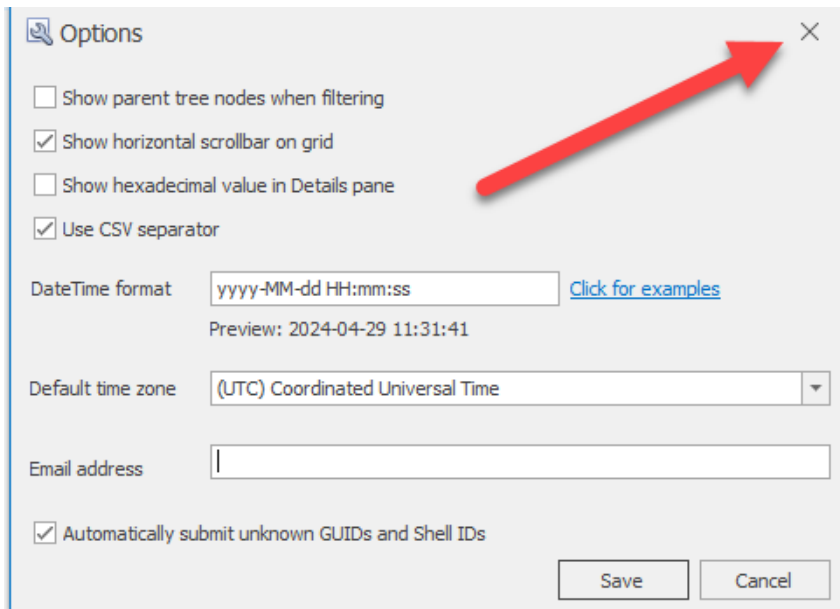 Options
Show parent tree nodes when filtering
Show horizontal scrollbar on grid
Show hexadecimal value in Details pane
Use CSV separator
DateTime format yyyy-MM-dd HH:mm:ss Click for examples
Preview: 2024-04-29 11:31:41
Default time zone (UTC) Coordinated Universal Time
Email address
Automatically submit unknown GUIDs and Shell IDs
Save Cancel